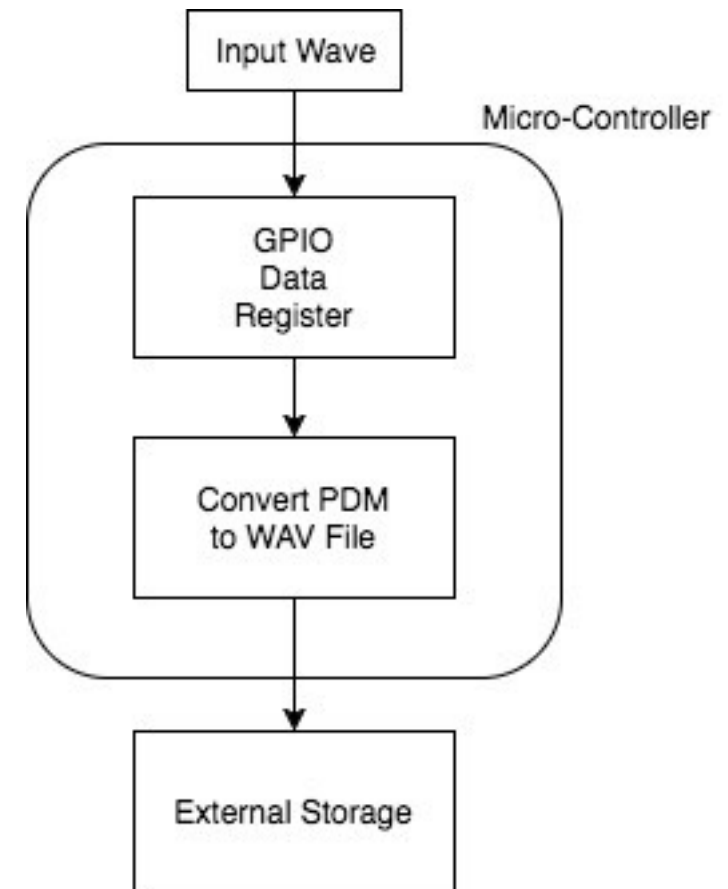 Input Wave
Micro-Controller
GPIO
Data
Register
Convert PDM
to WAV File
External Storage